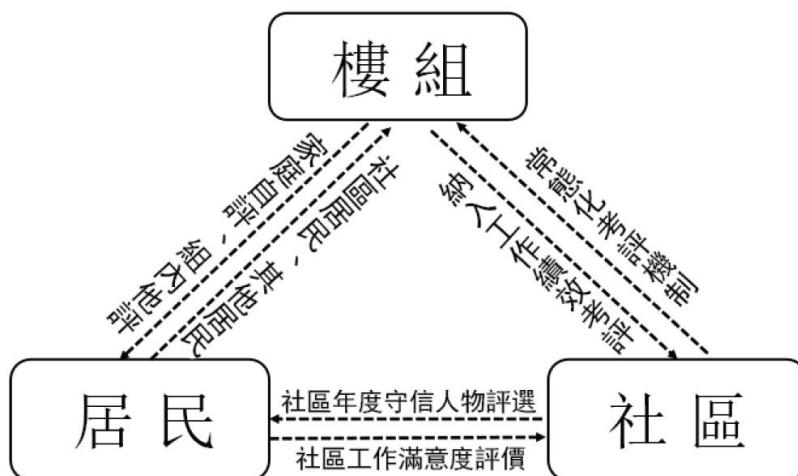 樓組
家庭自評、組內他評
社區居民、其他居民
納入工作績效考評
常態化考評機制
居民
社區年度守信人物評選
社區工作滿意度評價
社區